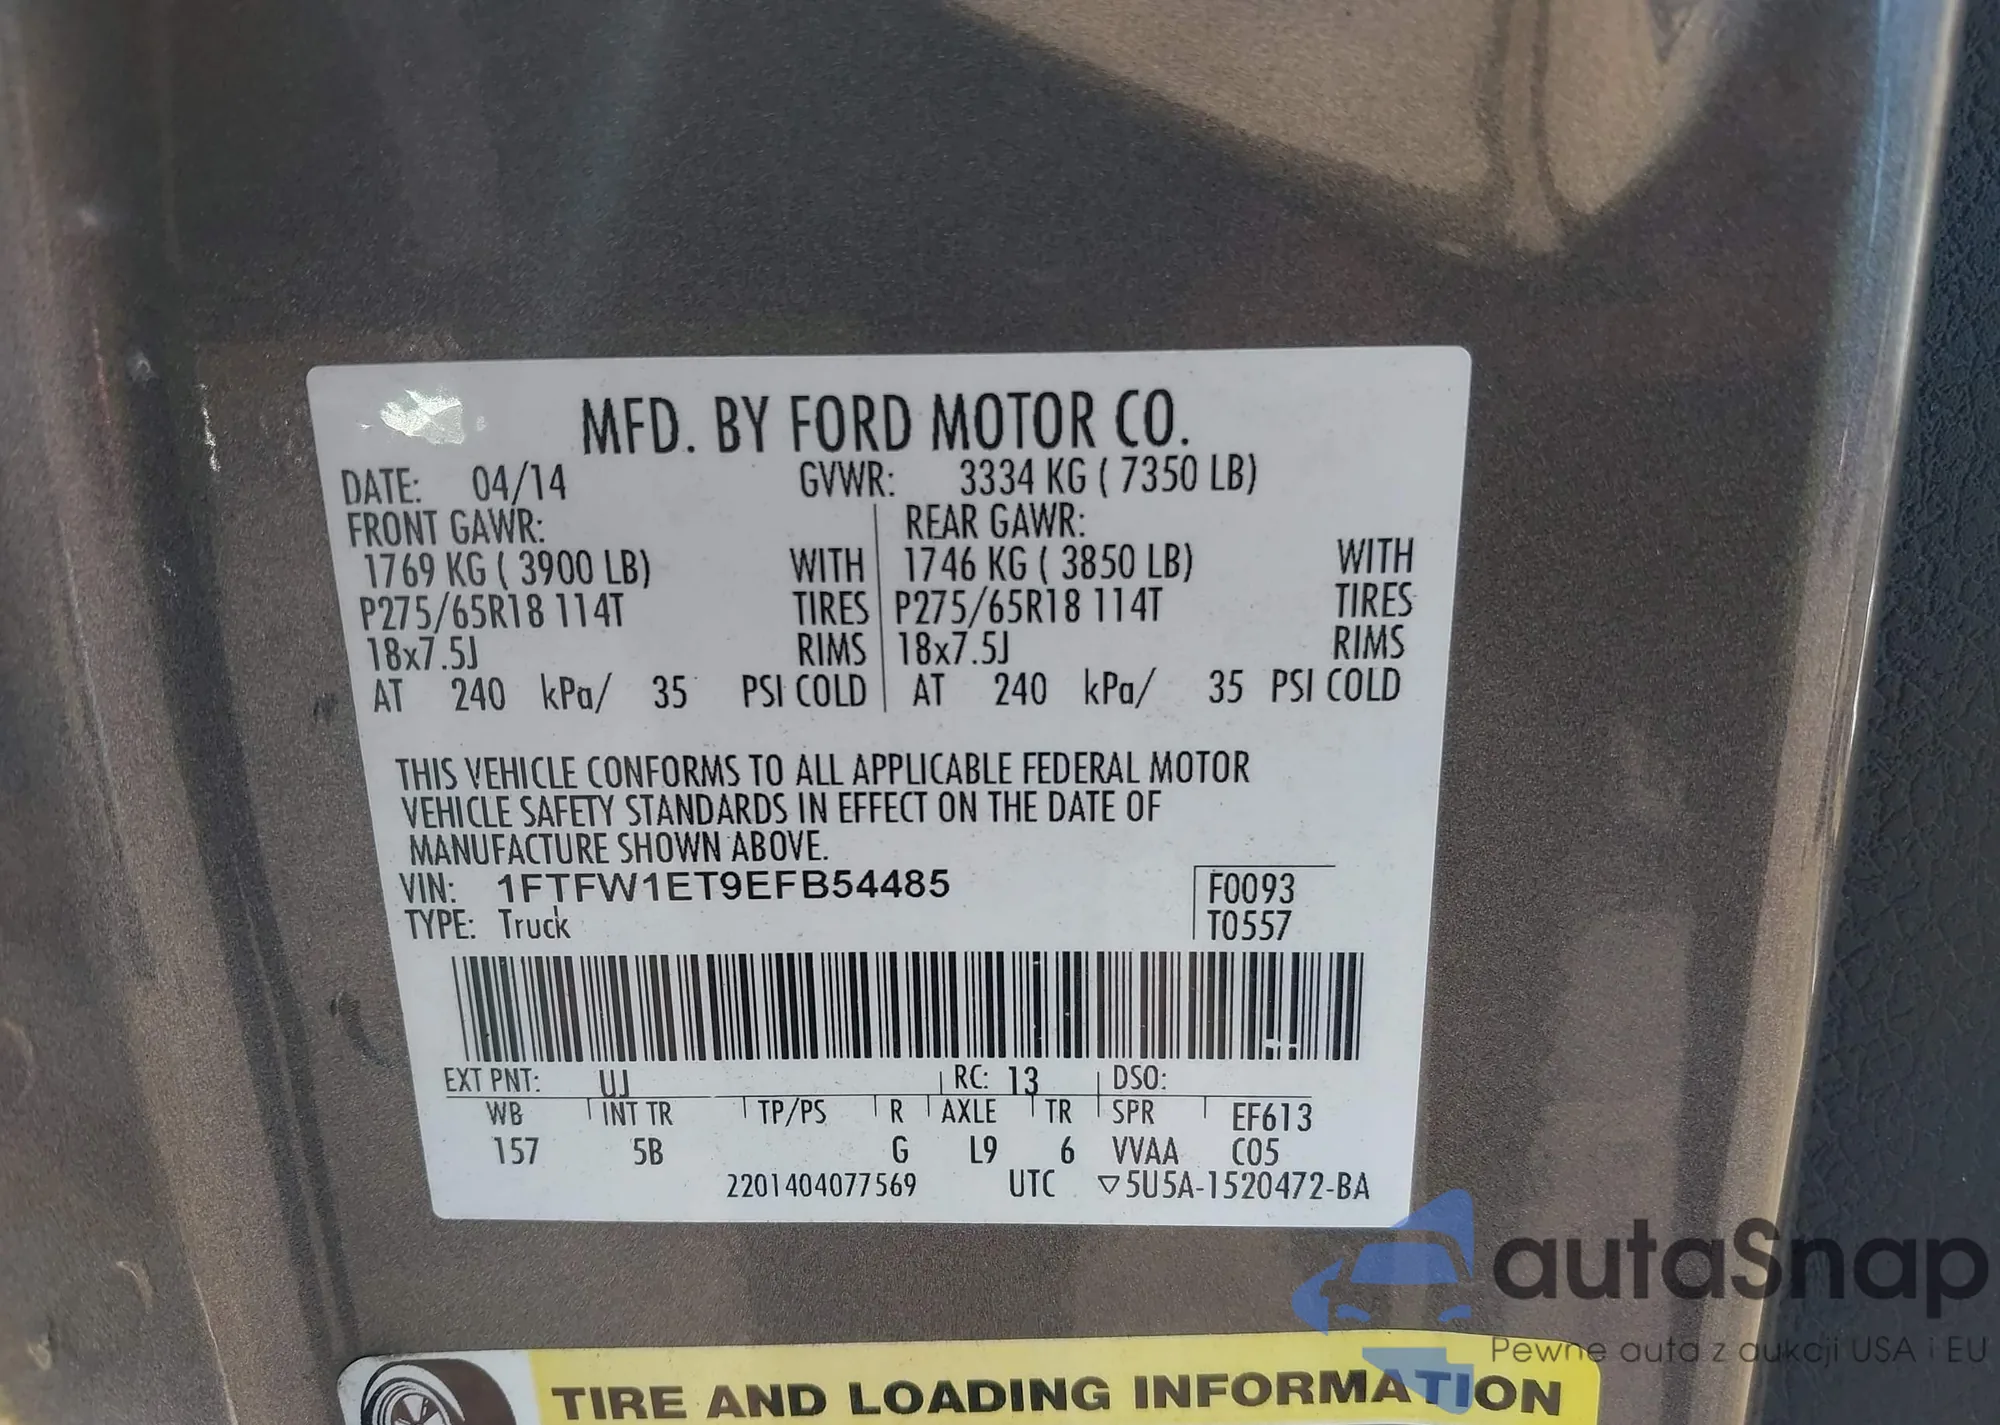 MFD. BY FORD MOTOR CO.
DATE: 04/14 GVWR: 3334 KG ( 7350 LB)
FRONT GAWR: REAR GAWR:
1769 KG ( 3900 LB) WITH 1746 KG ( 3850 LB) WITH
P275/65R18 114T TIRES P275/65R18 114T TIRES
18x7.5J RIMS 18x7.5J RIMS
AT 240 kPa/ 35 PSI COLD AT 240 kPa/ 35 PSI COLD
THIS VEHICLE CONFORMS TO ALL APPLICABLE FEDERAL MOTOR
VEHICLE SAFETY STANDARDS IN EFFECT ON THE DATE OF
MANUFACTURE SHOWN ABOVE.
VIN: 1FTFW1ET9EFB54485 F0093
TYPE: Truck T0557
EXT PNT: UJ RC: 13 DSO:
WB INT TR TP/PS R AXLE TR SPR EF613
157 5B G L9 6 VVAA C05
2201404077569 UTC ▽5U5A-1520472-BA
autaSnap
Pewne auta z aukcji USA i EU
TIRE AND LOADING INFORMATION